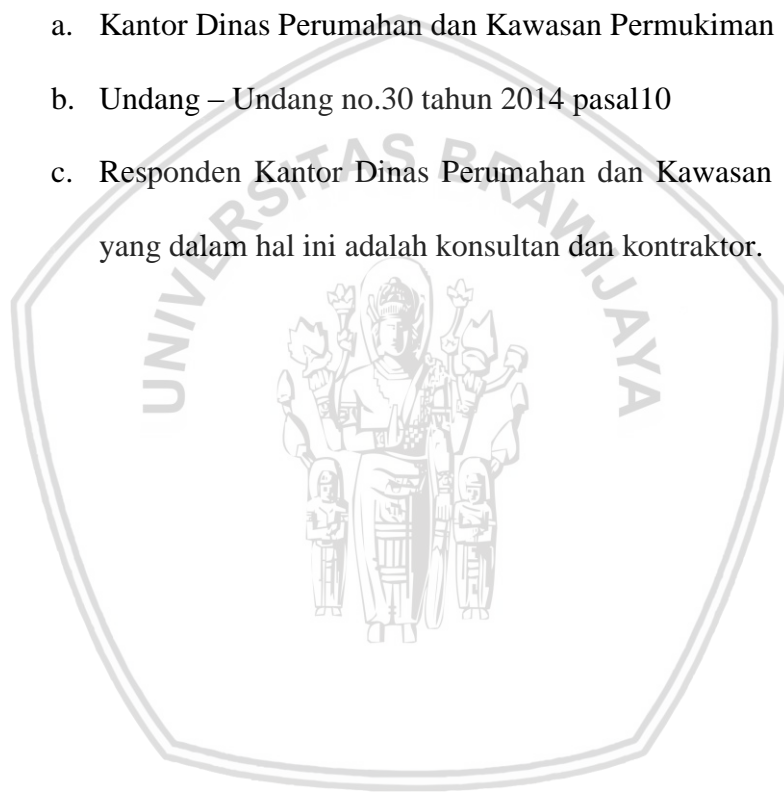 a. Kantor Dinas Perumahan dan Kawasan Permukiman
b. Undang – Undang no.30 tahun 2014 pasal10
c. Responden Kantor Dinas Perumahan dan Kawasan
yang dalam hal ini adalah konsultan dan kontraktor.
UNIVERSITAS BRAWIJAYA